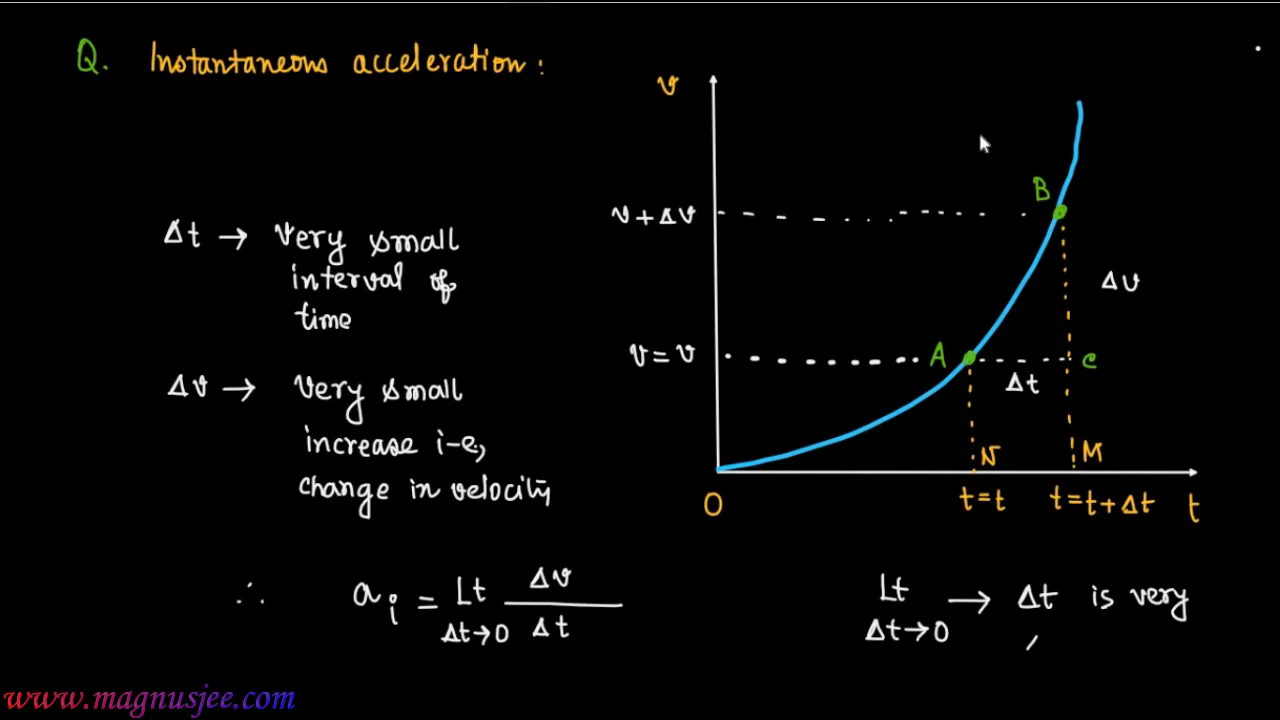 Q. Instantaneous acceleration:
Δt → Very small
interval of
time
Δv → Very small
increase i-e,
change in velocity
∴ a i = Lt Δv
Δt→0 Δt
v
v + Δv
B
Δv
v = v
A
c
Δt
N
M
O
t=t
t=t+Δt
t
Lt → Δt is very
Δt→0
www.magnusjee.com